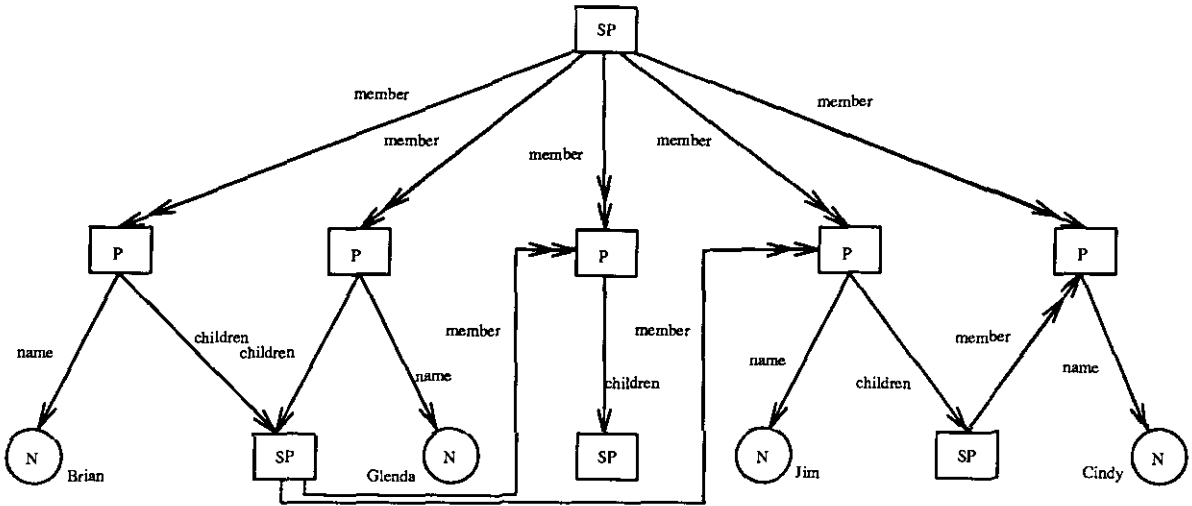 SP
member
member
member
member
member
P
P
P
P
P
name
children
children
name
member
children
member
name
children
member
name
N
Brian
SP
Glenda
N
SP
N
Jim
SP
Cindy
N